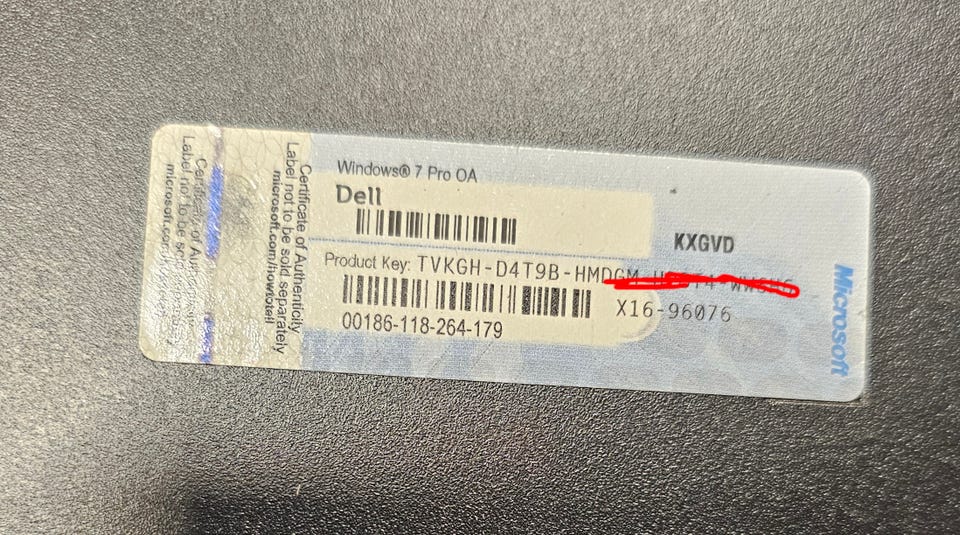 Certificate of Authenticity
Label not to be sold separately
microsoft.com/howtotell
Windows® 7 Pro OA
Dell
KXGVD
Product Key: TVKGH-D4T9B-
X16-96076
00186-118-264-179
Microsoft